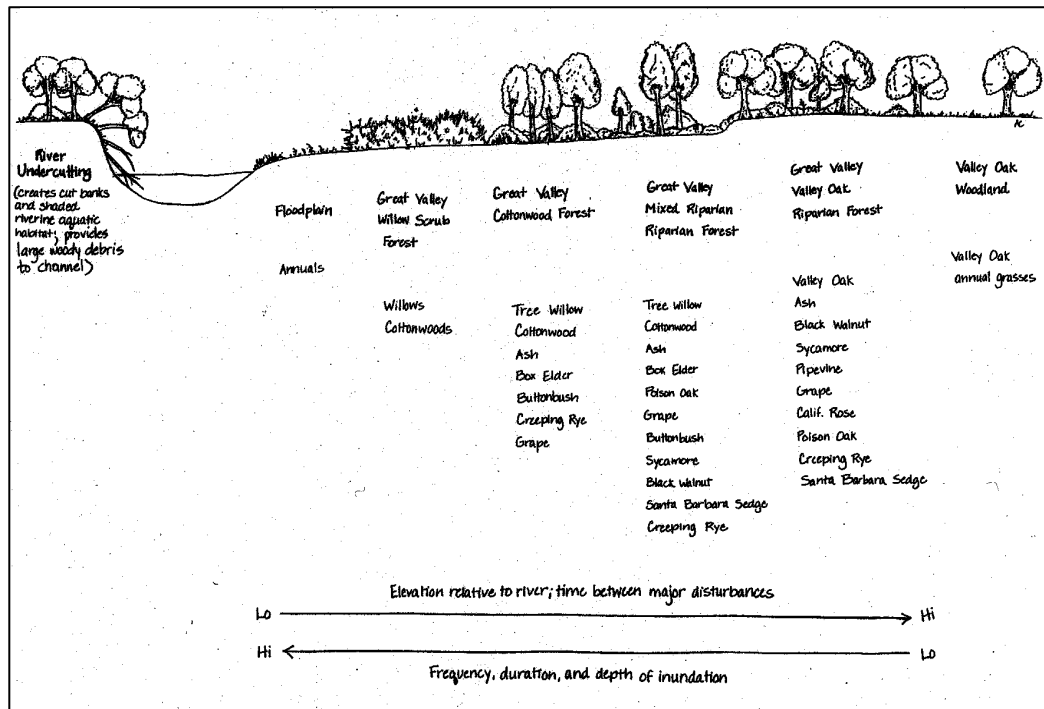 River
Undercutting
(creates cut banks
and shaded
riverine aquatic
habitat; provides
large woody debris
to channel)
Floodplain
Annuals
Great Valley
Willow Scrub
Forest
Willows
Cottonwoods
Great Valley
Cottonwood Forest
Tree Willow
Cottonwood
Ash
Box Elder
Buttonbush
Creeping Rye
Grape
Great Valley
Mixed Riparian
Riparian Forest
Tree Willow
Cottonwood
Ash
Box Elder
Poison Oak
Grape
Buttonbush
Sycamore
Black Walnut
Santa Barbara Sedge
Creeping Rye
Great Valley
Valley Oak
Riparian Forest
Valley Oak
Ash
Black Walnut
Sycamore
Pipevine
Grape
Calif. Rose
Poison Oak
Creeping Rye
Santa Barbara Sedge
Valley Oak
Woodland
Valley Oak
annual grasses
Elevation relative to river; time between major disturbances
Lo Hi
Hi Lo
Frequency, duration, and depth of inundation